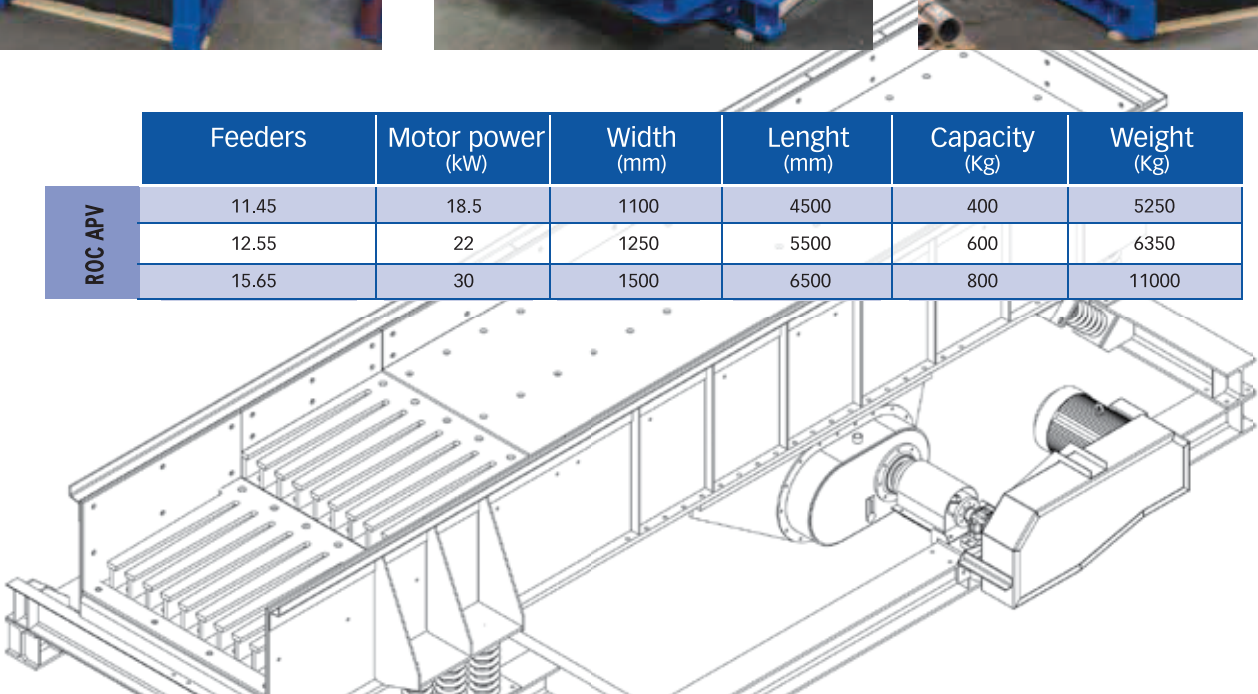 Feeders Motor power Width Lenght Capacity Weight
(kW) (mm) (mm) (Kg) (Kg)
ROC APV
11.45 18.5 1100 4500 400 5250
12.55 22 1250 5500 600 6350
15.65 30 1500 6500 800 11000